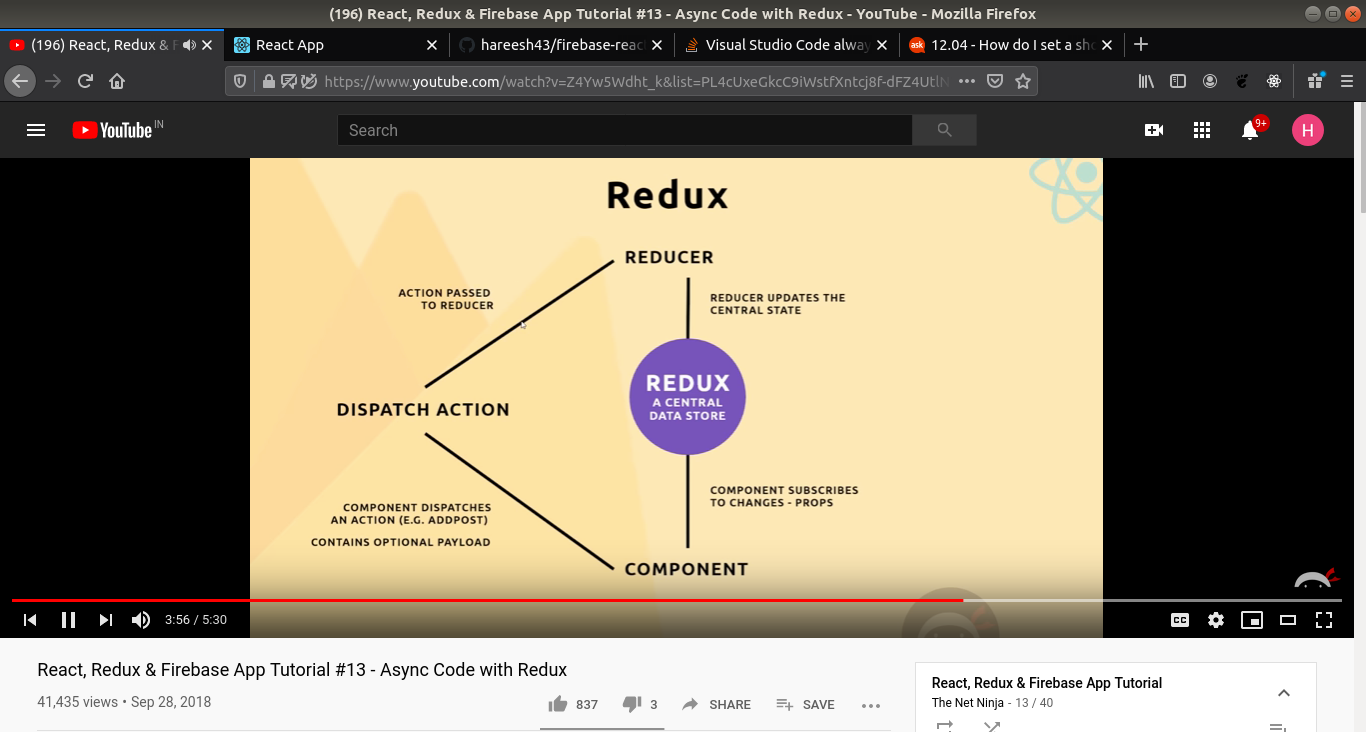 (196) React, Redux & Firebase App Tutorial #13 - Async Code with Redux - YouTube - Mozilla Firefox
(196) React, Redux & F
React App
hareesh43/firebase-reac
Visual Studio Code alway
ask
12.04 - How do I set a sho
https://www.youtube.com/watch?v=Z4Yw5Wdht_k&list=PL4cUxeGkcC9iWstfXntcj8f-dFZ4UtlN
YouTube IN
Search
9+
H
Redux
REDUCER
ACTION PASSED
TO REDUCER
REDUCER UPDATES THE
CENTRAL STATE
REDUX
A CENTRAL
DATA STORE
DISPATCH ACTION
COMPONENT SUBSCRIBES
TO CHANGES - PROPS
COMPONENT DISPATCHES
AN ACTION (E.G. ADDPOST)
CONTAINS OPTIONAL PAYLOAD
COMPONENT
3:56 / 5:30
CC
React, Redux & Firebase App Tutorial #13 - Async Code with Redux
41,435 views • Sep 28, 2018
837
3
SHARE
SAVE
React, Redux & Firebase App Tutorial
The Net Ninja - 13 / 40